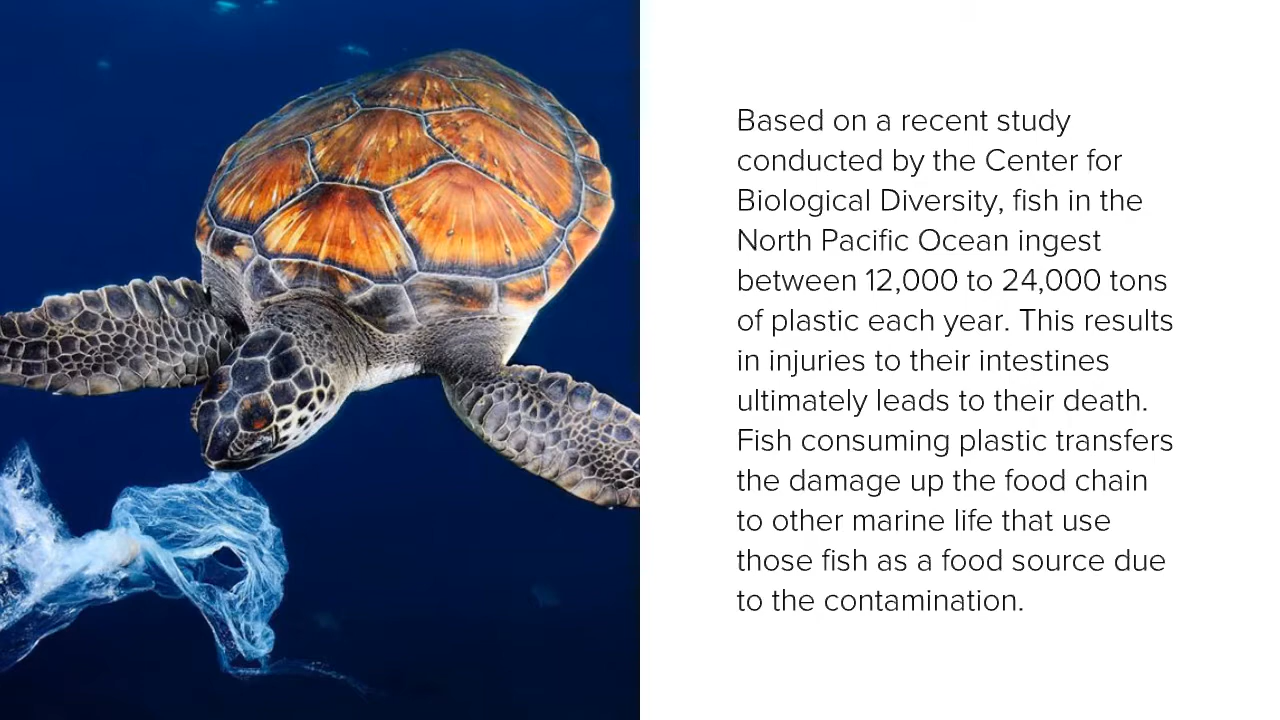 Based on a recent study
conducted by the Center for
Biological Diversity, fish in the
North Pacific Ocean ingest
between 12,000 to 24,000 tons
of plastic each year. This results
in injuries to their intestines
ultimately leads to their death.
Fish consuming plastic transfers
the damage up the food chain
to other marine life that use
those fish as a food source due
to the contamination.